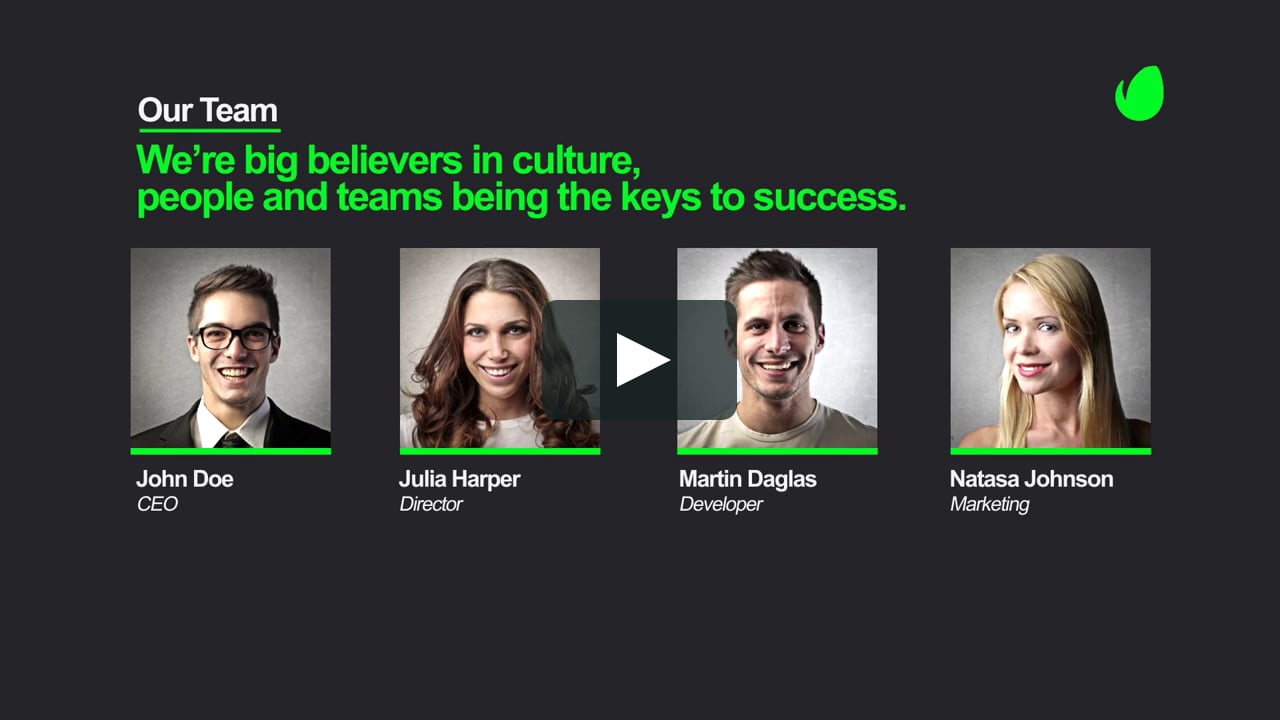 Our Team
We’re big believers in culture,
people and teams being the keys to success.
John Doe
CEO
Julia Harper
Director
Martin Daglas
Developer
Natasa Johnson
Marketing